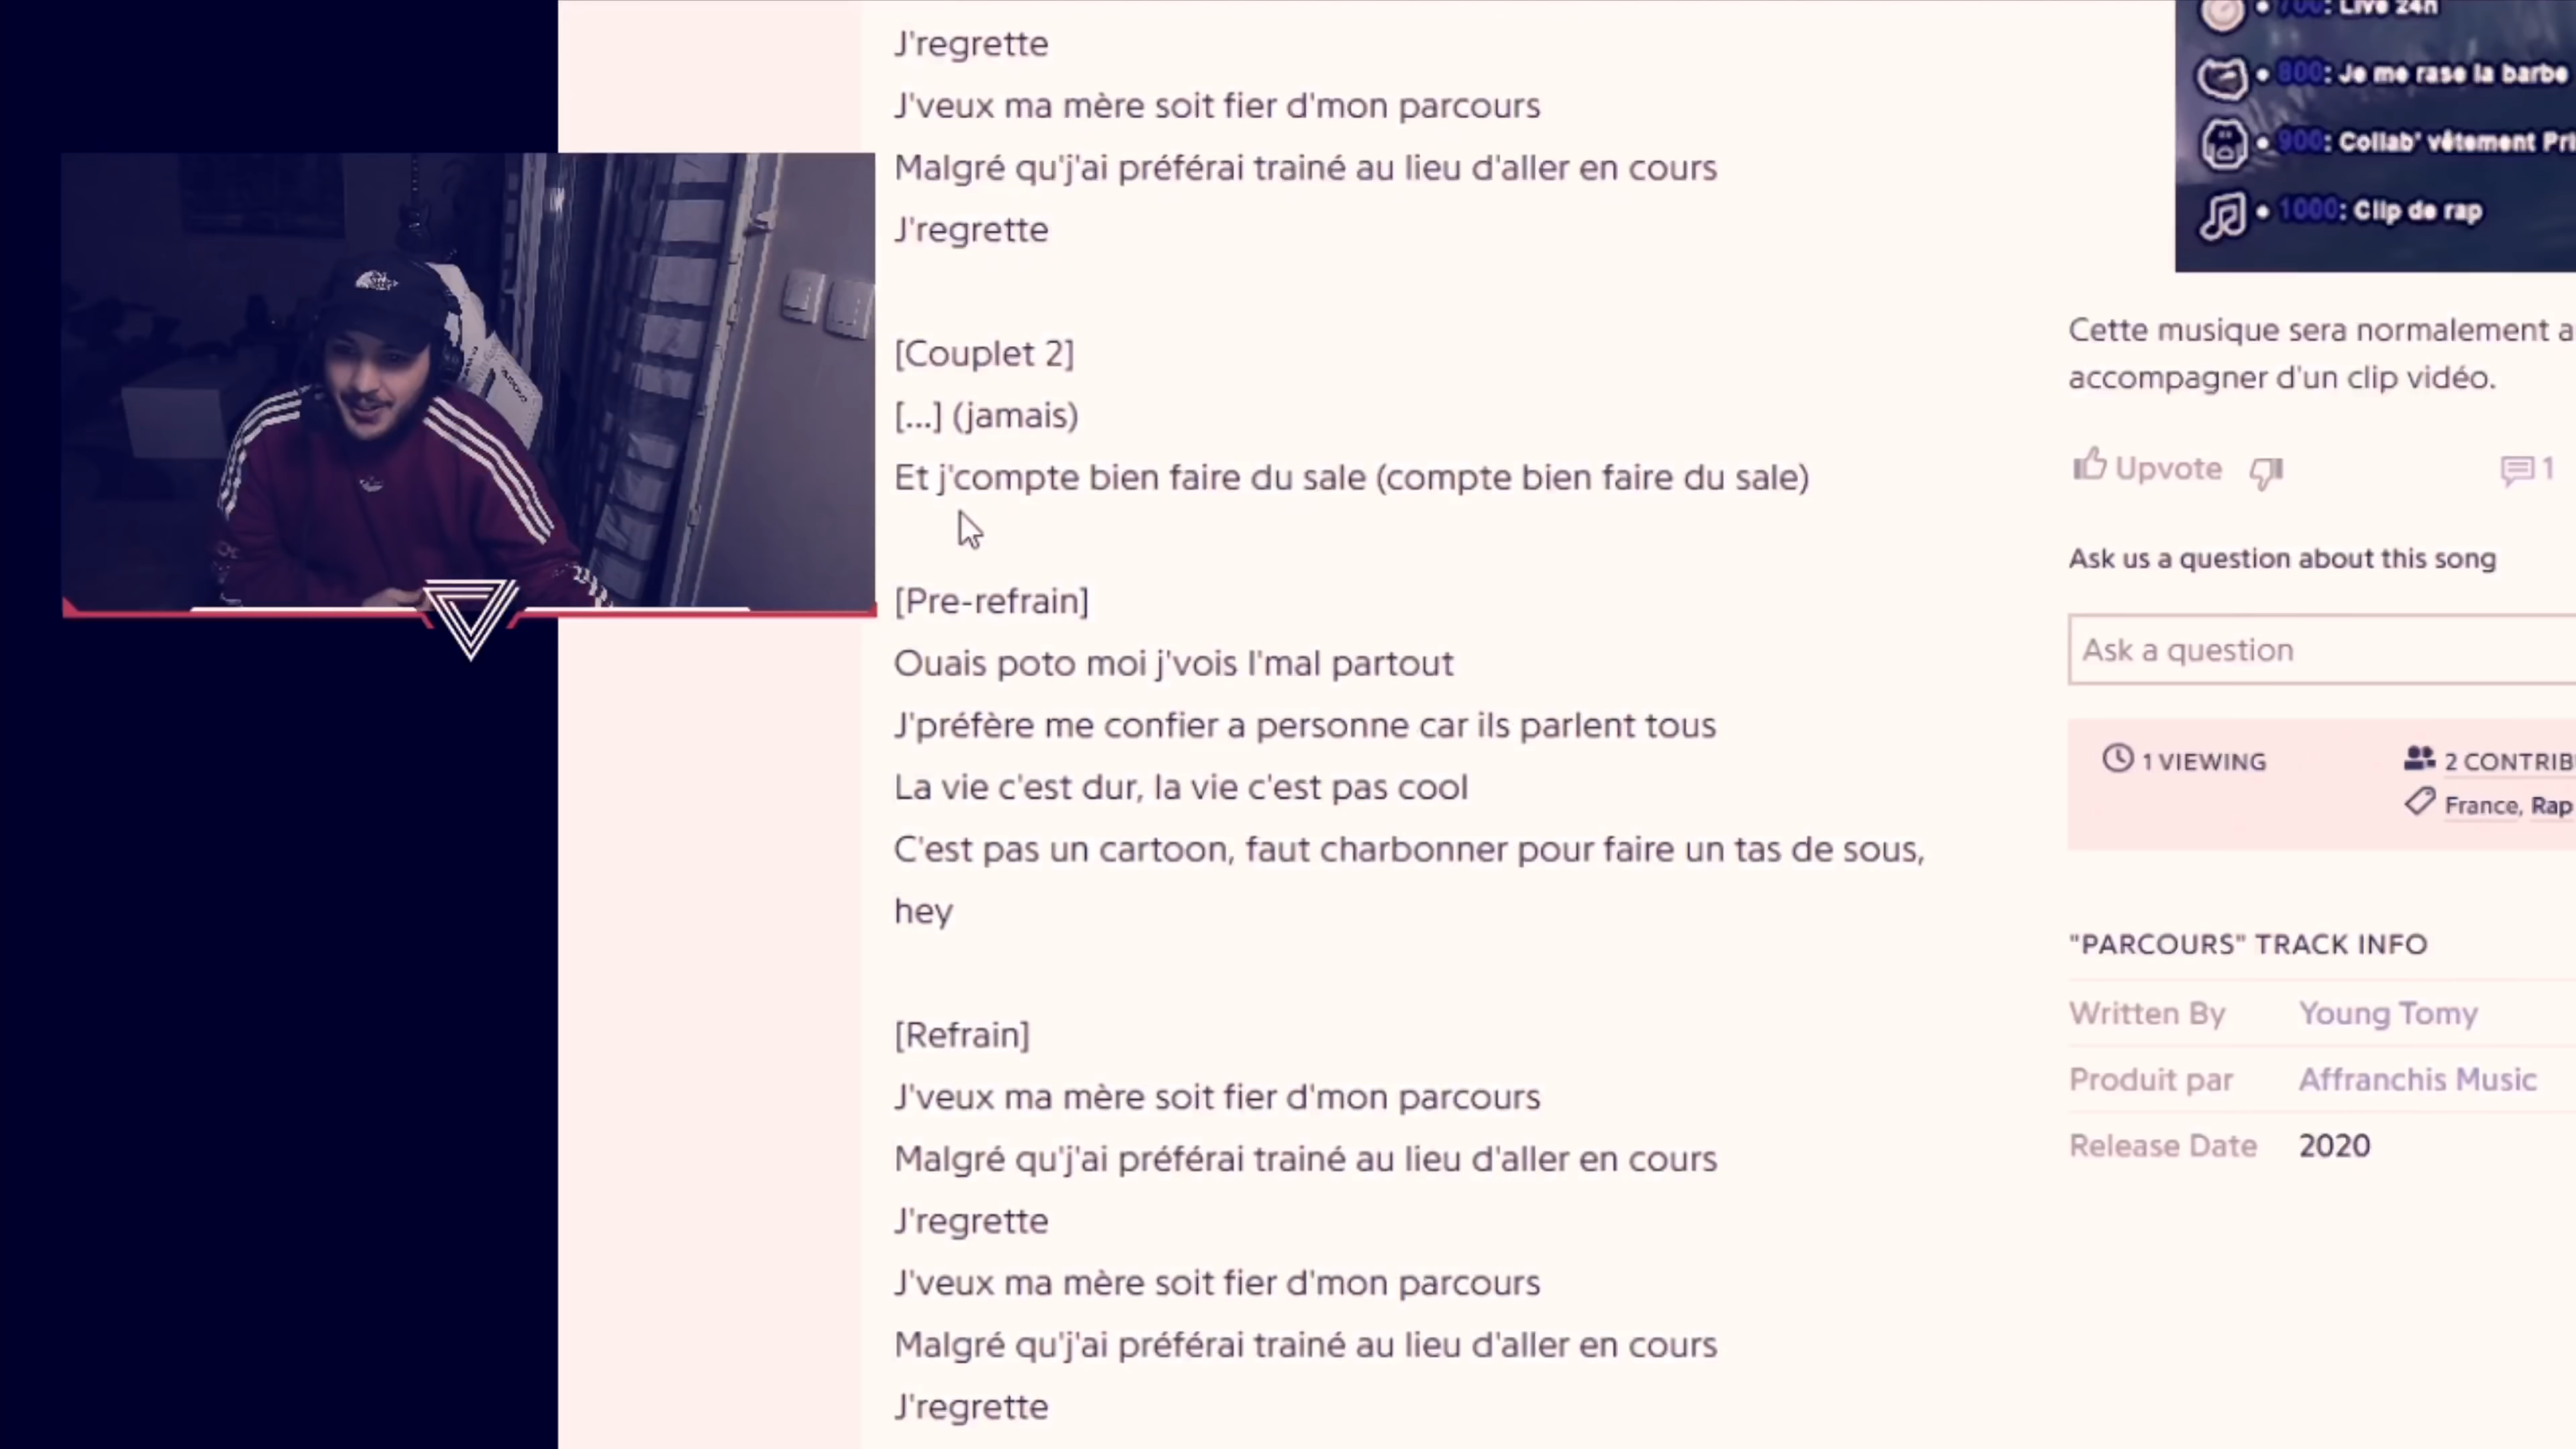 J'regrette
J'veux ma mère soit fier d'mon parcours
Malgré qu'j'ai préférai trainé au lieu d'aller en cours
J'regrette
[Couplet 2]
[...] (jamais)
Et j'compte bien faire du sale (compte bien faire du sale)
[Pre-refrain]
Ouais poto moi j'vois l'mal partout
J'préfère me confier a personne car ils parlent tous
La vie c'est dur, la vie c'est pas cool
C'est pas un cartoon, faut charbonner pour faire un tas de sous,
hey
[Refrain]
J'veux ma mère soit fier d'mon parcours
Malgré qu'j'ai préférai trainé au lieu d'aller en cours
J'regrette
J'veux ma mère soit fier d'mon parcours
Malgré qu'j'ai préférai trainé au lieu d'aller en cours
J'regrette
• 700: Live 24h
• 800: Je me rase la barbe
• 900: Collab' vêtement Pri
• 1000: Clip de rap
Cette musique sera normalement a
accompagner d'un clip vidéo.
Upvote 1
Ask us a question about this song
Ask a question
1 VIEWING
2 CONTRIB
France, Rap
"PARCOURS" TRACK INFO
Written By Young Tomy
Produit par Affranchis Music
Release Date 2020